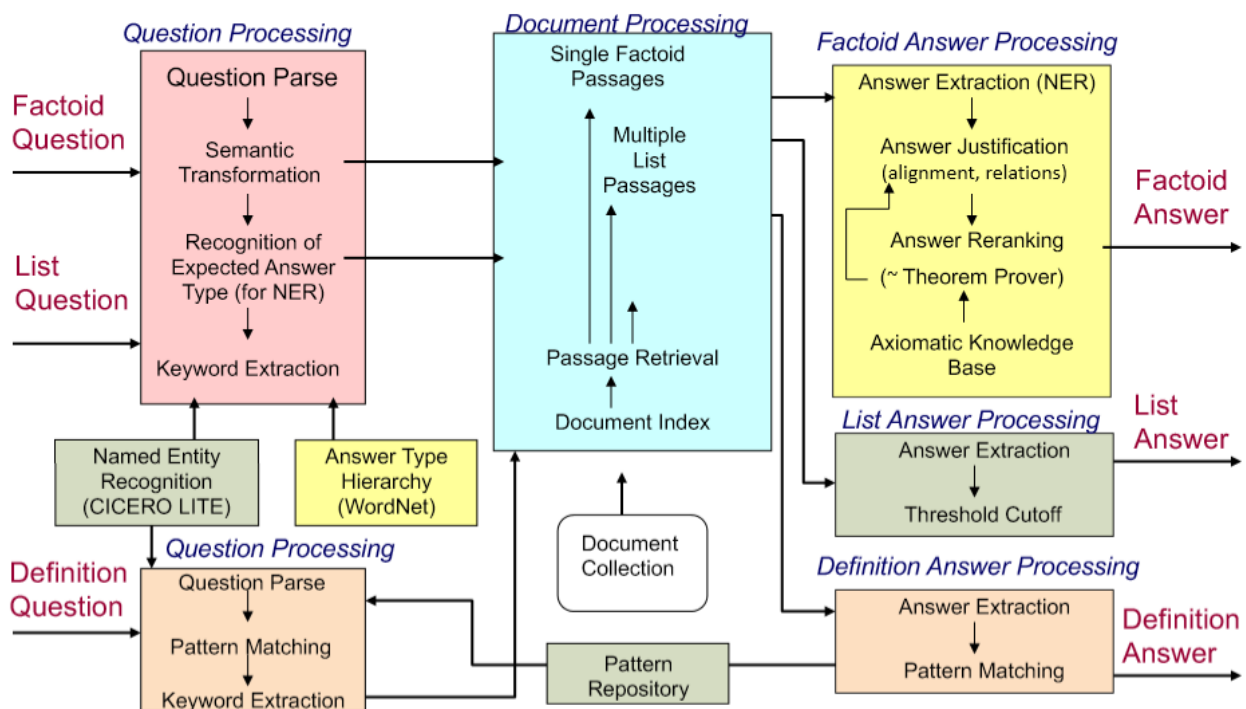 Question Processing
Question Parse
Semantic
Transformation
Recognition of
Expected Answer
Type (for NER)
Keyword Extraction
Factoid
Question
List
Question
Named Entity
Recognition
(CICERO LITE)
Answer Type
Hierarchy
(WordNet)
Question Processing
Question Parse
Pattern Matching
Keyword Extraction
Definition
Question
Document Processing
Single Factoid
Passages
Multiple
List
Passages
Passage Retrieval
Document Index
Document
Collection
Pattern
Repository
Factoid Answer Processing
Answer Extraction (NER)
Answer Justification
(alignment, relations)
Answer Reranking
(~ Theorem Prover)
Axiomatic Knowledge
Base
Factoid
Answer
List Answer Processing
Answer Extraction
Threshold Cutoff
List
Answer
Definition Answer Processing
Answer Extraction
Pattern Matching
Definition
Answer